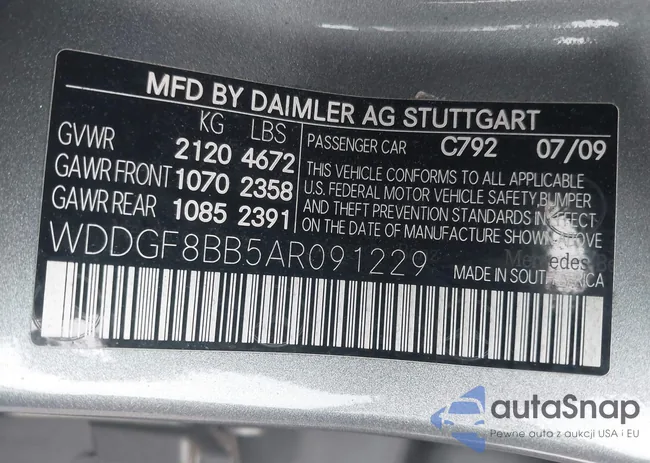 MFD BY DAIMLER AG STUTTGART
KG LBS
GVWR 2120 4672
GAWR FRONT 1070 2358
GAWR REAR 1085 2391
PASSENGER CAR C792 07/09
THIS VEHICLE CONFORMS TO ALL APPLICABLE
U.S. FEDERAL MOTOR VEHICLE SAFETY, BUMPER
AND THEFT PREVENTION STANDARDS IN EFFECT
ON THE DATE OF MANUFACTURE SHOWN ABOVE
WDDGF8BB5AR091229
MADE IN SOUTH AFRICA
autaSnap
Pewne auta z aukcji USA i EU